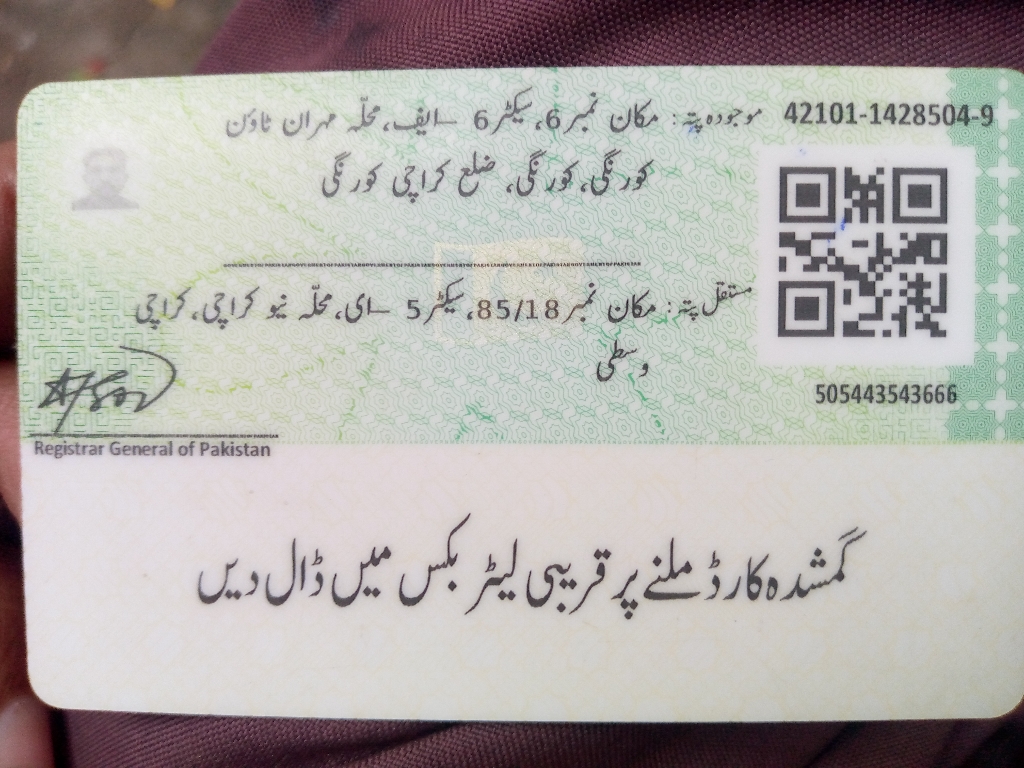 42101-1428504-9
موجودہ پتہ: مکان نمبر 6، سیکٹر 6 -ایف، محلّہ مہران ٹاؤن
کورنگی، کورنگی، ضلع کراچی کورنگی
مستقل پتہ: مکان نمبر 85/18، سیکٹر 5 -ای، محلّہ نیو کراچی، کراچی
وسطی
505443543666
Registrar General of Pakistan
گمشدہ کارڈ ملنے پر قریبی لیٹر بکس میں ڈال دیں